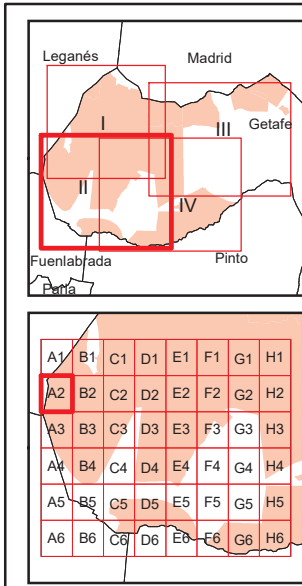 Leganés Madrid
I
III
Getafe
II
IV
Fuenlabrada Pinto
Parla
A1 B1 C1 D1 E1 F1 G1 H1
A2 B2 C2 D2 E2 F2 G2 H2
A3 B3 C3 D3 E3 F3 G3 H3
A4 B4 C4 D4 E4 F4 G4 H4
A5 B5 C5 D5 E5 F5 G5 H5
A6 B6 C6 D6 E6 F6 G6 H6